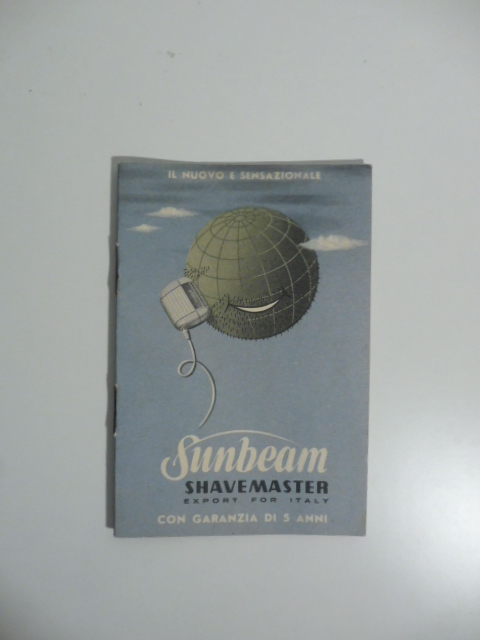 IL NUOVO E SENSAZIONALE
Sunbeam
SHAVEMASTER
EXPORT FOR ITALY
CON GARANZIA DI 5 ANNI